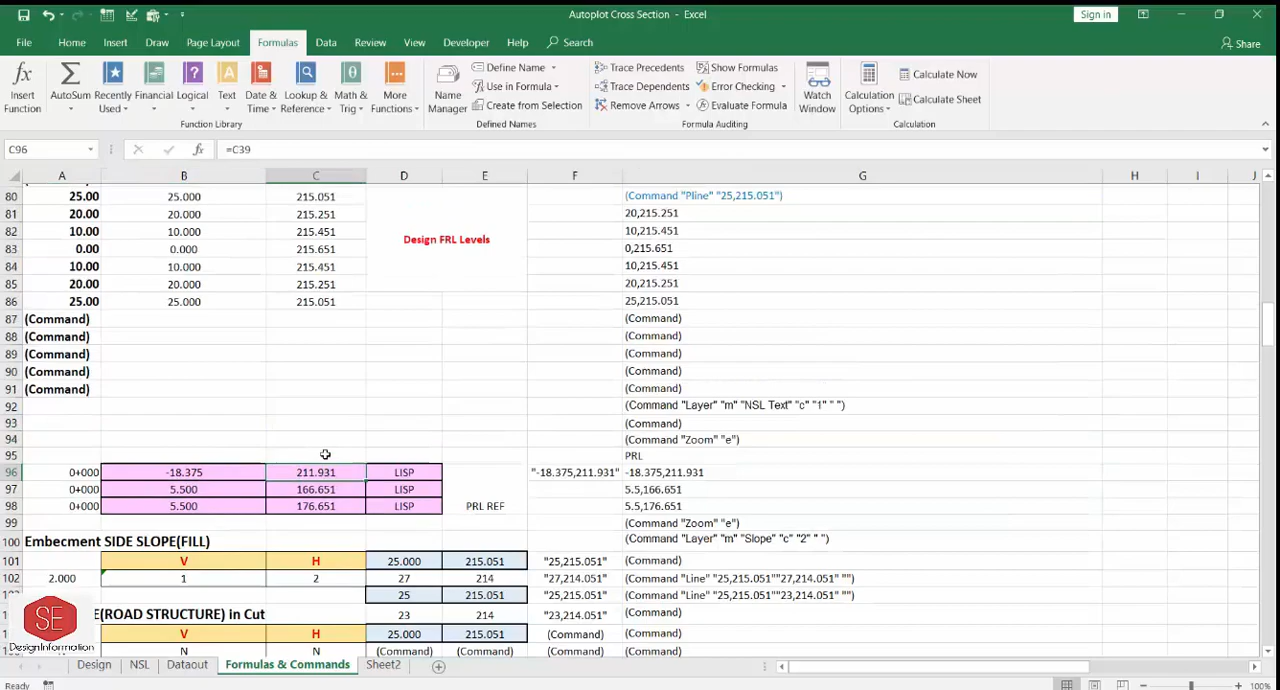 Autoplot Cross Section - Excel
Sign in
File Home Insert Draw Page Layout Formulas Data Review View Developer Help Search
Share
Insert Function
AutoSum
Recently Used
Financial
Logical
Text
Date & Time
Lookup & Reference
Math & Trig
More Functions
Function Library
Name Manager
Define Name
Use in Formula
Create from Selection
Defined Names
Trace Precedents
Trace Dependents
Remove Arrows
Show Formulas
Error Checking
Evaluate Formula
Formula Auditing
Watch Window
Calculation Options
Calculate Now
Calculate Sheet
Calculation
C96 fx =C39
A B C D E F G H I J
80 25.00 25.000 215.051 (Command "Pline" "25,215.051")
81 20.00 20.000 215.251 20,215.251
82 10.00 10.000 215.451 10,215.451
Design FRL Levels
83 0.00 0.000 215.651 0,215.651
84 10.00 10.000 215.451 10,215.451
85 20.00 20.000 215.251 20,215.251
86 25.00 25.000 215.051 25,215.051
87 (Command) (Command)
88 (Command) (Command)
89 (Command) (Command)
90 (Command) (Command)
91 (Command) (Command)
92 (Command "Layer" "m" "NSL Text" "c" "1" " ")
93 (Command)
94 (Command "Zoom" "e")
95 PRL
96 0+000 -18.375 211.931 LISP "-18.375,211.931" -18.375,211.931
97 0+000 5.500 166.651 LISP 5.5,166.651
98 0+000 5.500 176.651 LISP PRL REF 5.5,176.651
99 (Command "Zoom" "e")
100 Embecment SIDE SLOPE(FILL) (Command "Layer" "m" "Slope" "c" "2" " ")
101 V H 25.000 215.051 "25,215.051" (Command)
102 2.000 1 2 27 214 "27,214.051" (Command "Line" "25,215.051""27,214.051" "")
25 215.051 "25,215.051" (Command "Line" "25,215.051""23,214.051" "")
E(ROAD STRUCTURE) in Cut 23 214 "23,214.051" (Command)
V H 25.000 215.051 (Command) (Command)
N N (Command) (Command) (Command) (Command)
SE
DesignInformation
Design NSL Dataout Formulas & Commands Sheet2
Ready
100%